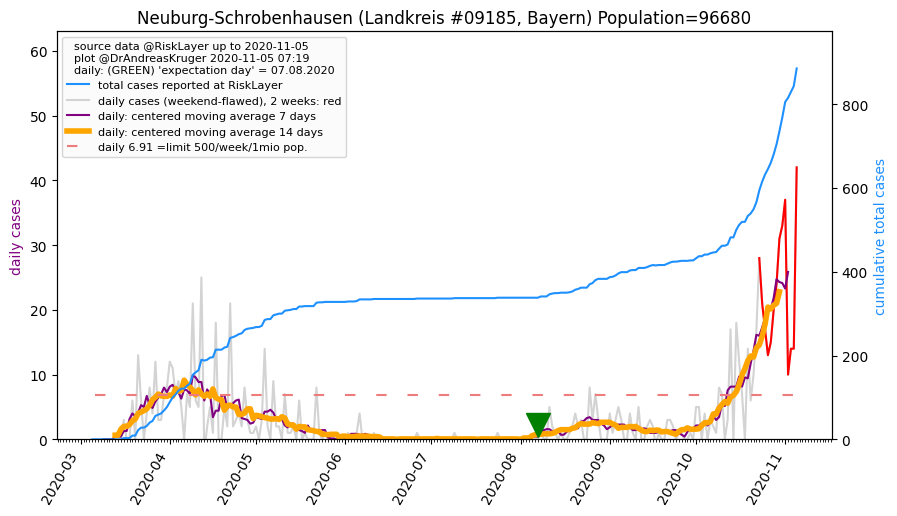 Neuburg-Schrobenhausen (Landkreis #09185, Bayern) Population=96680
source data @RiskLayer up to 2020-11-05
plot @DrAndreasKruger 2020-11-05 07:19
daily: (GREEN) 'expectation day' = 07.08.2020
total cases reported at RiskLayer
daily cases (weekend-flawed), 2 weeks: red
daily: centered moving average 7 days
daily: centered moving average 14 days
daily 6.91 =limit 500/week/1mio pop.
daily cases
60
50
40
30
20
10
0
cumulative total cases
800
600
400
200
0
2020-03
2020-04
2020-05
2020-06
2020-07
2020-08
2020-09
2020-10
2020-11